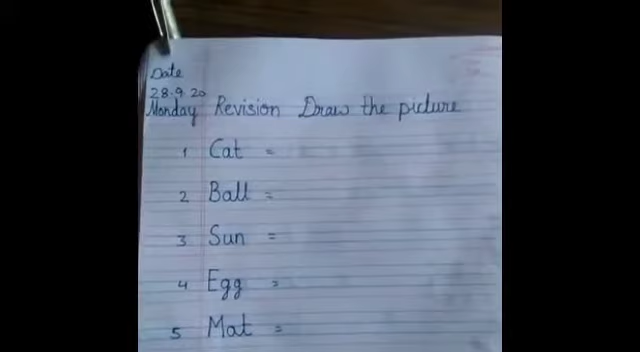 Date
28.9.20
Monday Revision Draw the picture
1 Cat =
2 Ball =
3 Sun =
4 Egg =
5 Mat =